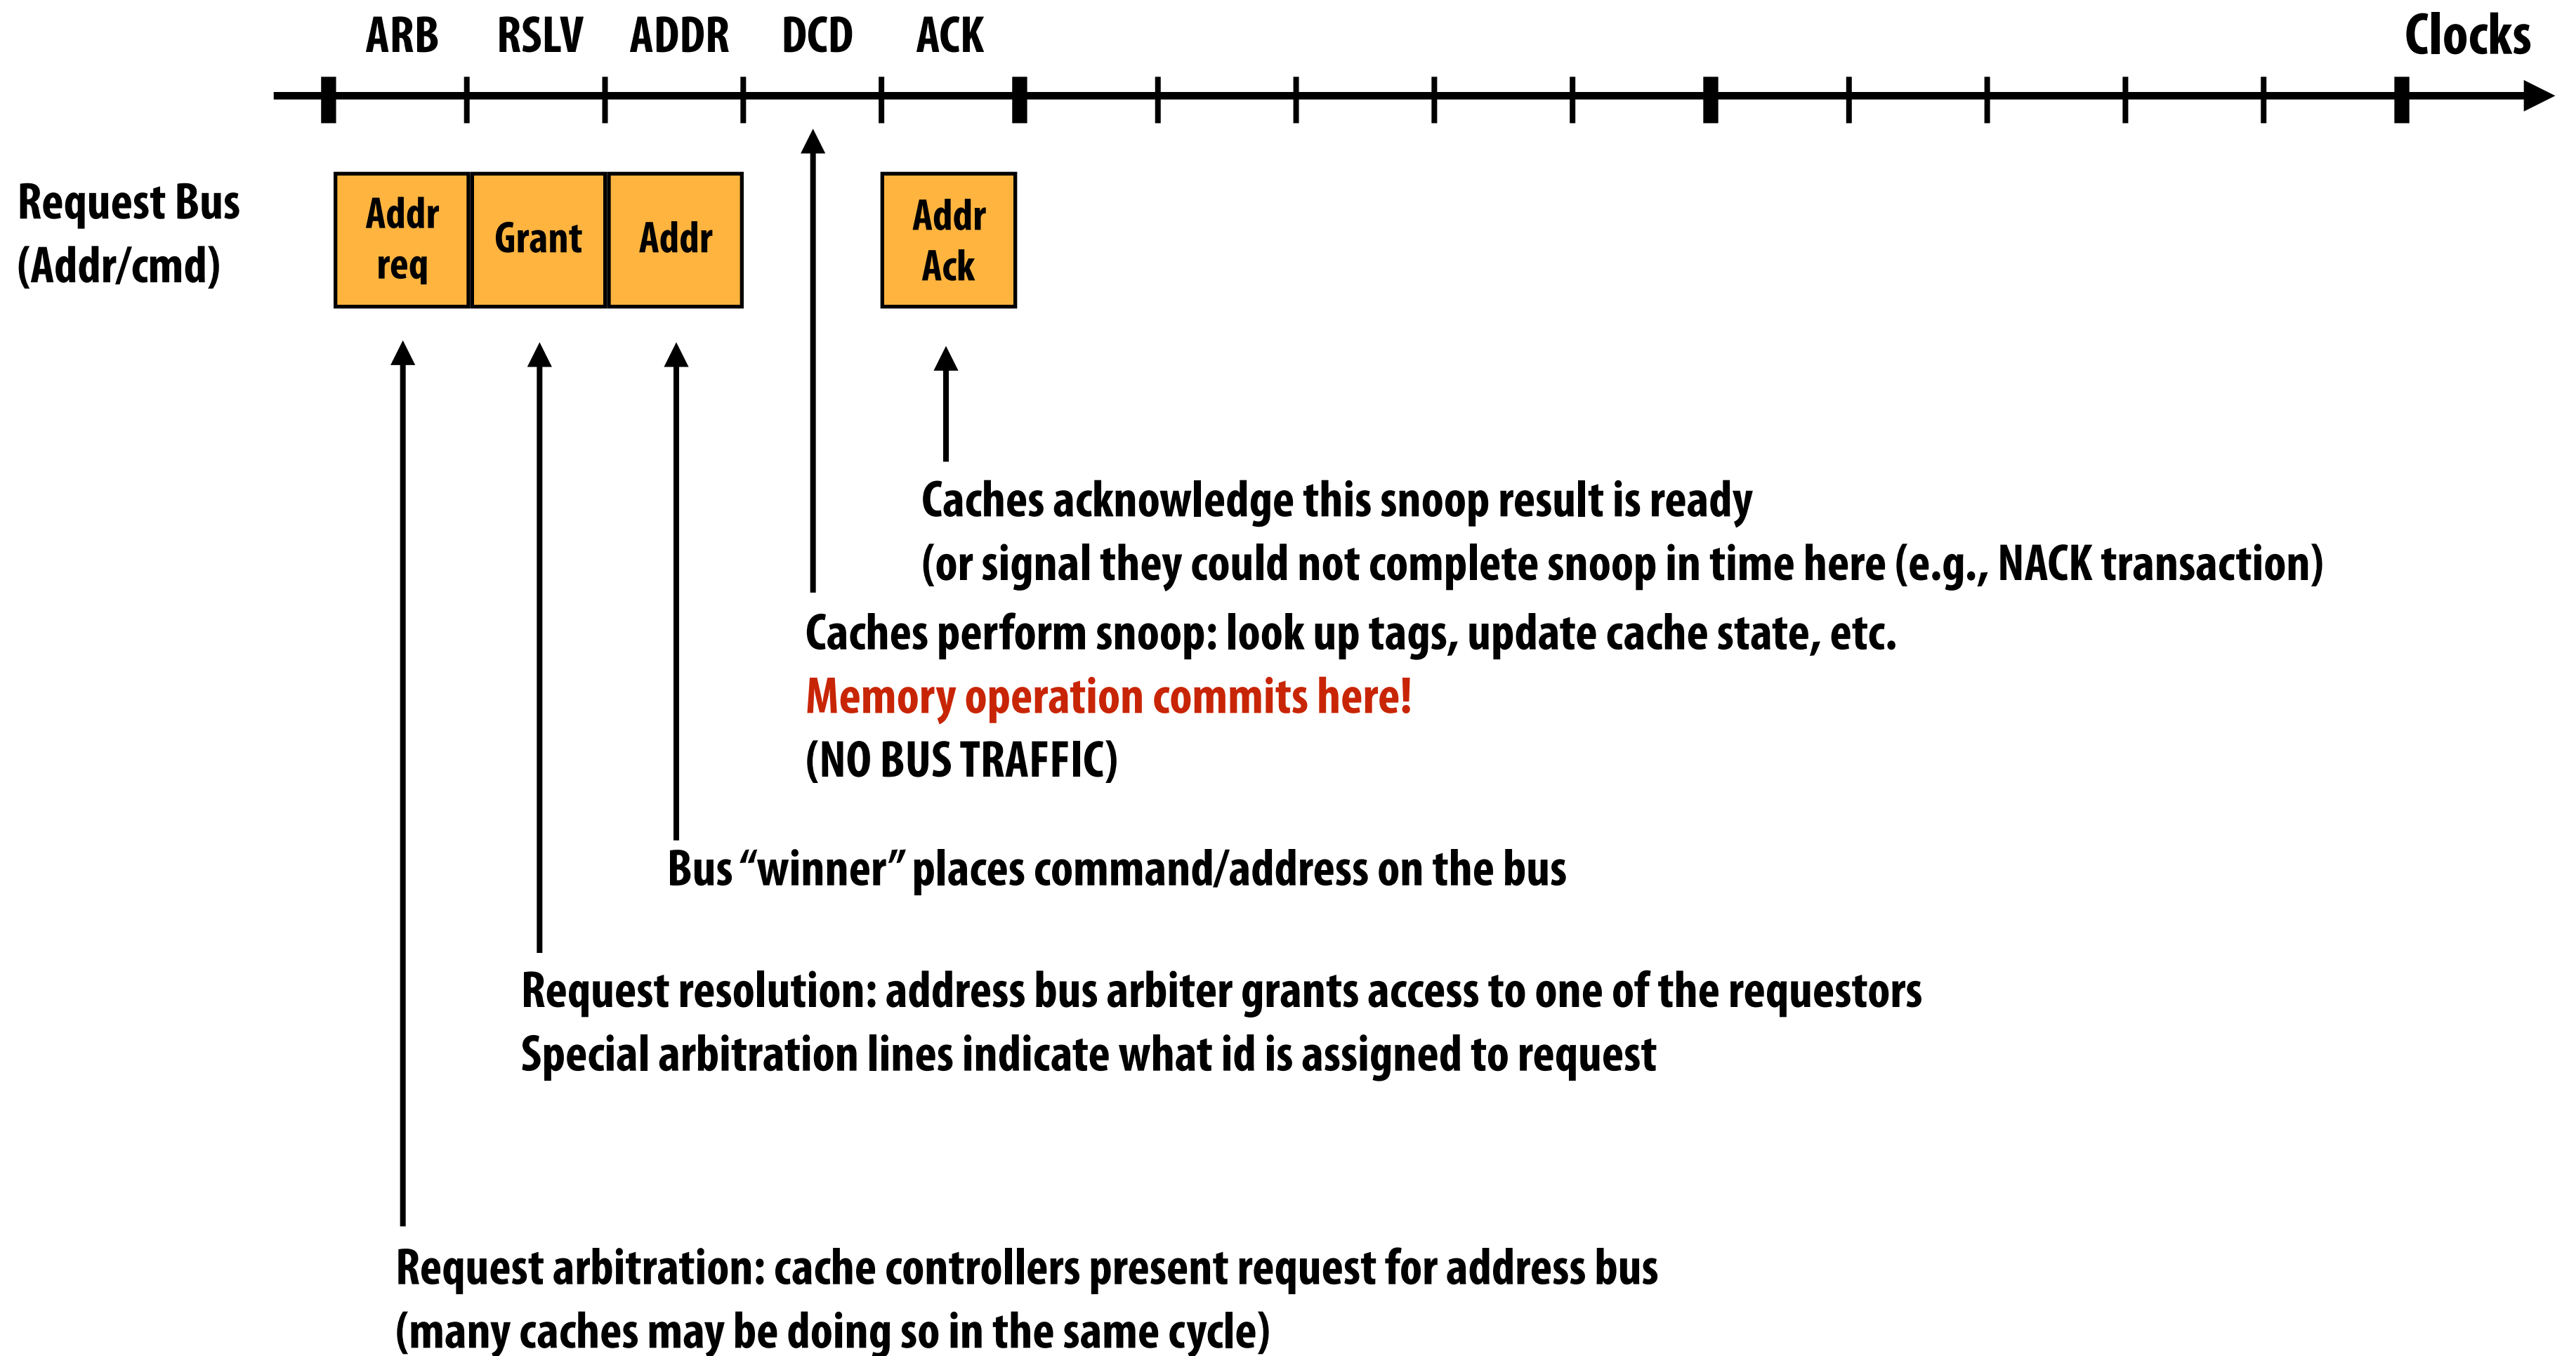 ARB RSLV ADDR DCD ACK Clocks
Request Bus
(Addr/cmd)
Addr
req
Grant
Addr
Addr
Ack
Caches acknowledge this snoop result is ready
(or signal they could not complete snoop in time here (e.g., NACK transaction)
Caches perform snoop: look up tags, update cache state, etc.
Memory operation commits here!
(NO BUS TRAFFIC)
Bus “winner” places command/address on the bus
Request resolution: address bus arbiter grants access to one of the requestors
Special arbitration lines indicate what id is assigned to request
Request arbitration: cache controllers present request for address bus
(many caches may be doing so in the same cycle)